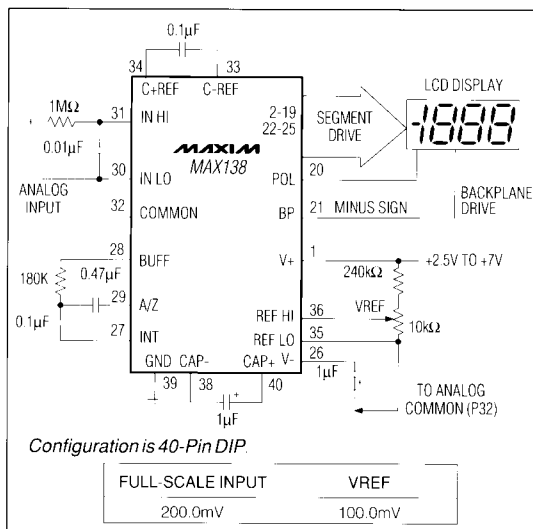 0.1µF
34
33
C+REF
C-REF
LCD DISPLAY
1MΩ
31
IN HI
2-19
22-25
SEGMENT
DRIVE
-1888
0.01µF
MAXIM
MAX138
30
IN LO
POL
20
ANALOG
INPUT
32
COMMON
BP
21
MINUS SIGN
BACKPLANE
DRIVE
28
BUFF
V+
1
+2.5V TO +7V
180K
0.47µF
240kΩ
29
A/Z
REF HI
36
VREF
10kΩ
0.1µF
27
INT
REF LO
35
GND
CAP-
CAP+
V-
26
39
38
40
1µF
1µF
TO ANALOG
COMMON (P32)
Configuration is 40-Pin DIP.
FULL-SCALE INPUT
VREF
200.0mV
100.0mV